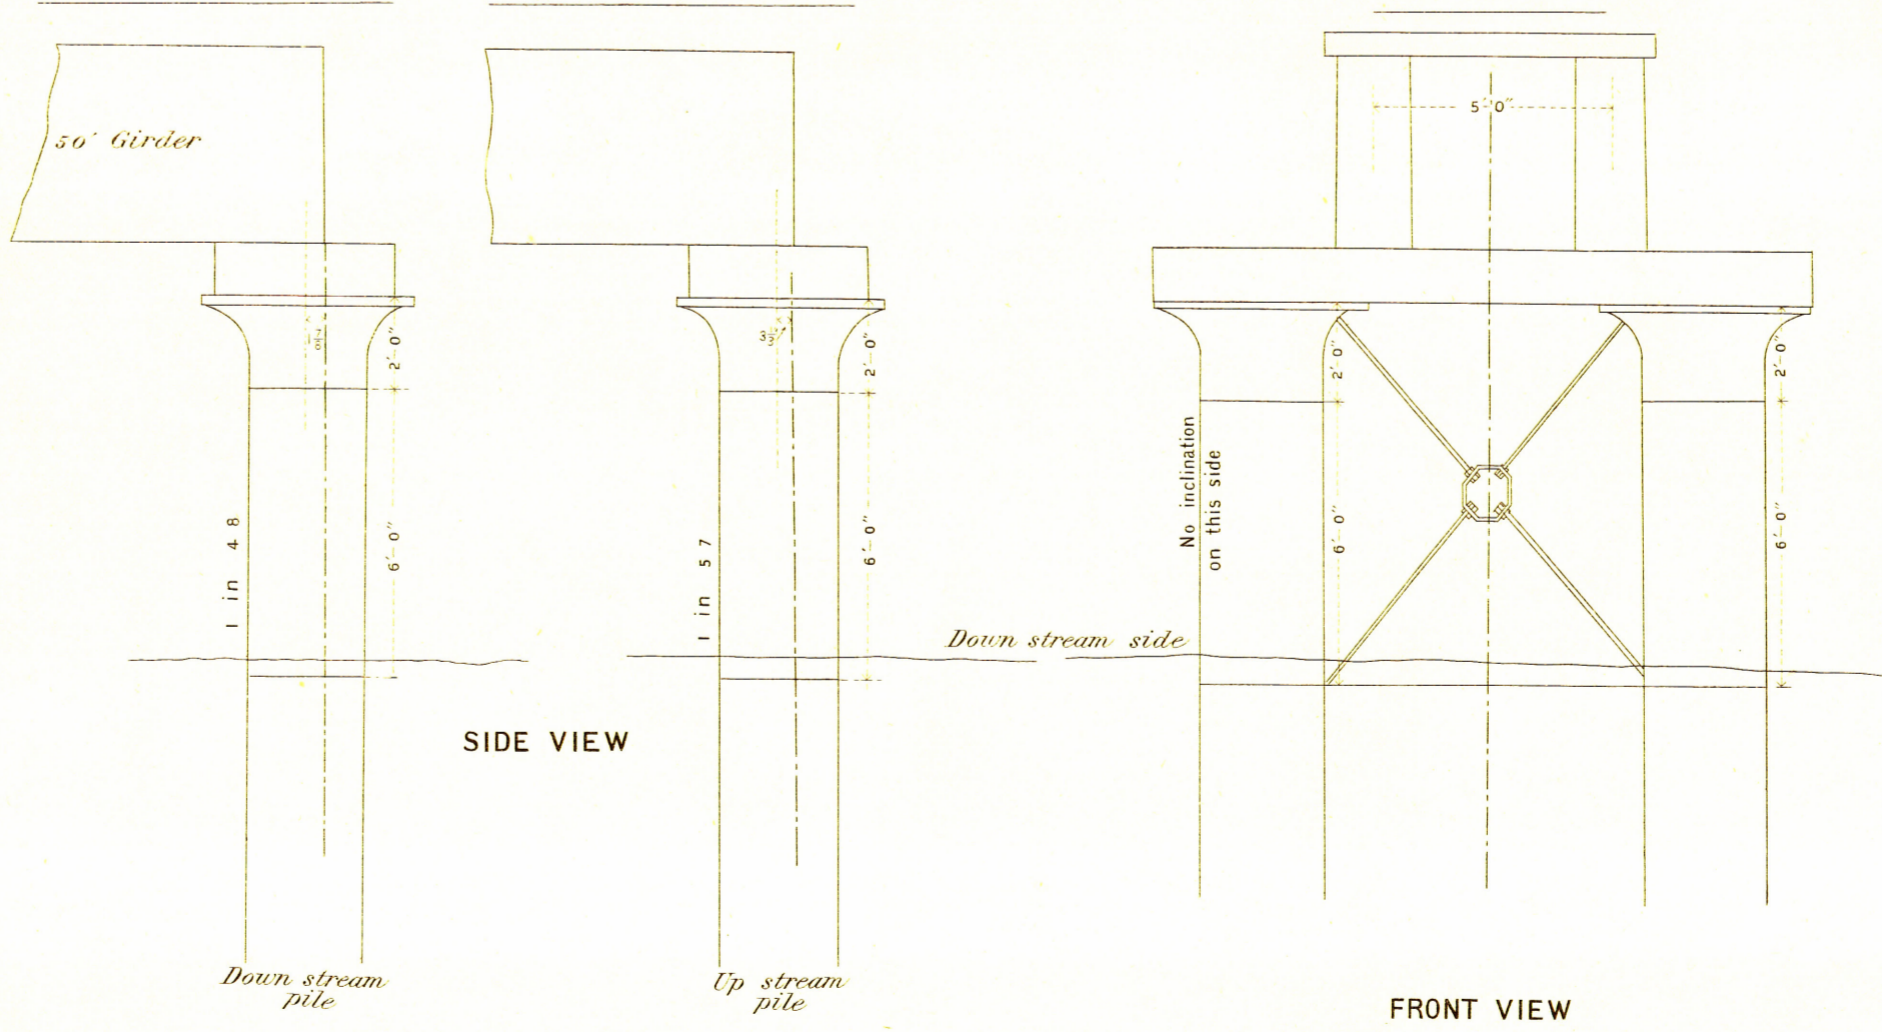 50' Girder
2'-0"
1 in 48
6'-0"
Down stream
pile
2'-0"
1 in 57
6'-0"
Up stream
pile
SIDE VIEW
5'-0"
2'-0"
2'-0"
No inclination
on this side
6'-0"
6'-0"
Down stream side
FRONT VIEW